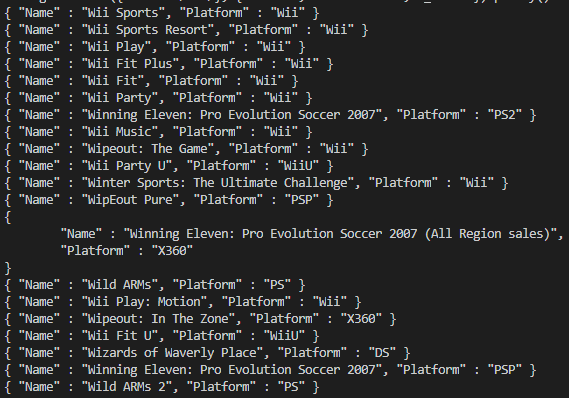 { "Name" : "Wii Sports", "Platform" : "Wii" }
{ "Name" : "Wii Sports Resort", "Platform" : "Wii" }
{ "Name" : "Wii Play", "Platform" : "Wii" }
{ "Name" : "Wii Fit Plus", "Platform" : "Wii" }
{ "Name" : "Wii Fit", "Platform" : "Wii" }
{ "Name" : "Wii Party", "Platform" : "Wii" }
{ "Name" : "Winning Eleven: Pro Evolution Soccer 2007", "Platform" : "PS2" }
{ "Name" : "Wii Music", "Platform" : "Wii" }
{ "Name" : "Wipeout: The Game", "Platform" : "Wii" }
{ "Name" : "Wii Party U", "Platform" : "WiiU" }
{ "Name" : "Winter Sports: The Ultimate Challenge", "Platform" : "Wii" }
{ "Name" : "WipEout Pure", "Platform" : "PSP" }
{
"Name" : "Winning Eleven: Pro Evolution Soccer 2007 (All Region sales)",
"Platform" : "X360"
}
{ "Name" : "Wild ARMs", "Platform" : "PS" }
{ "Name" : "Wii Play: Motion", "Platform" : "Wii" }
{ "Name" : "Wipeout: In The Zone", "Platform" : "X360" }
{ "Name" : "Wii Fit U", "Platform" : "WiiU" }
{ "Name" : "Wizards of Waverly Place", "Platform" : "DS" }
{ "Name" : "Winning Eleven: Pro Evolution Soccer 2007", "Platform" : "PSP" }
{ "Name" : "Wild ARMs 2", "Platform" : "PS" }